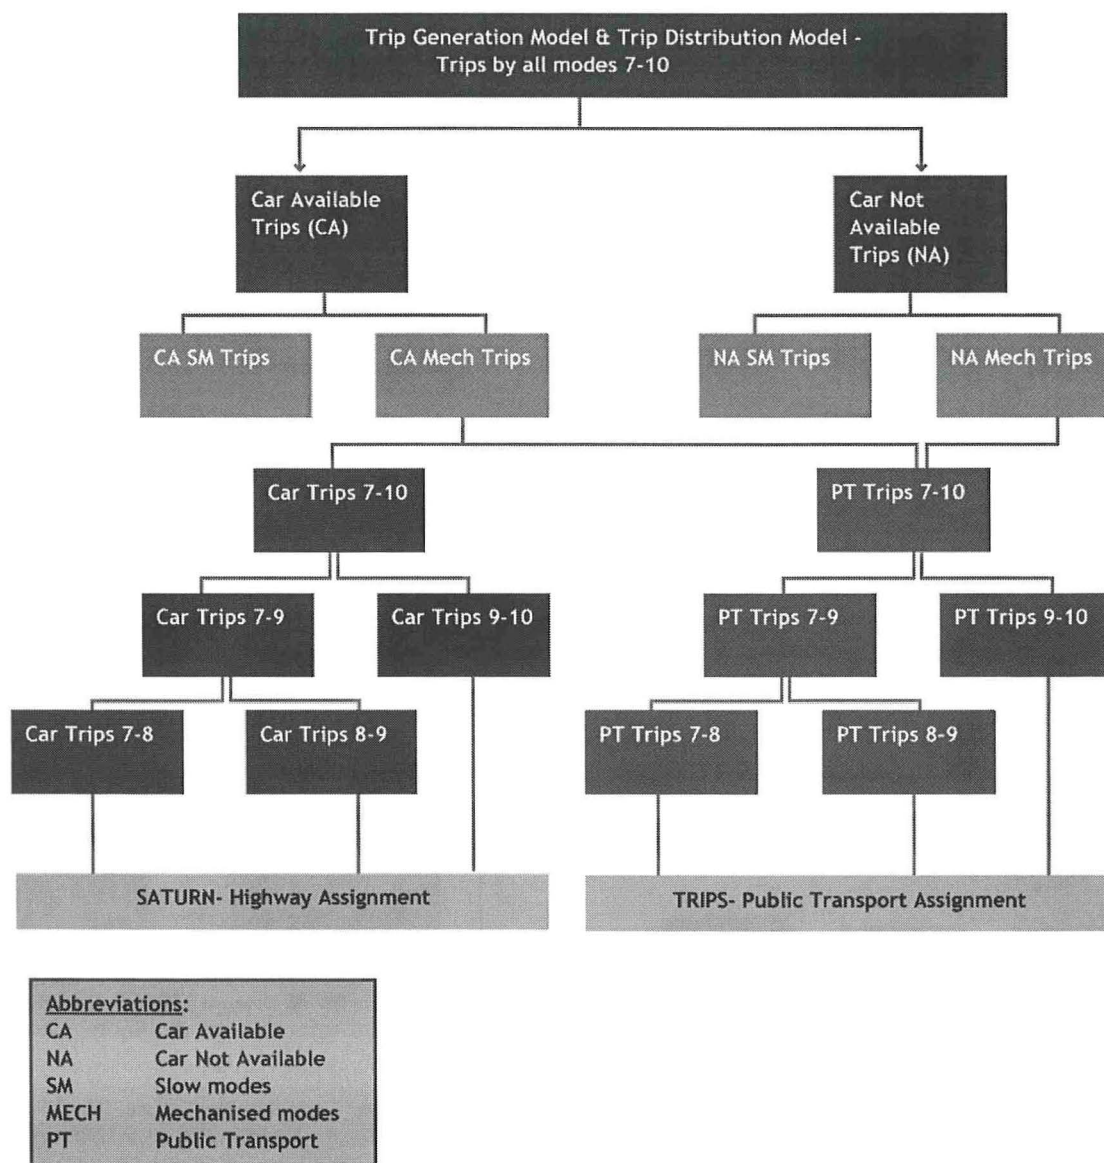 Trip Generation Model & Trip Distribution Model -
Trips by all modes 7-10
Car Available
Trips (CA)
Car Not
Available
Trips (NA)
CA SM Trips
CA Mech Trips
NA SM Trips
NA Mech Trips
Car Trips 7-10
PT Trips 7-10
Car Trips 7-9
Car Trips 9-10
PT Trips 7-9
PT Trips 9-10
Car Trips 7-8
Car Trips 8-9
PT Trips 7-8
PT Trips 8-9
SATURN- Highway Assignment
TRIPS- Public Transport Assignment
Abbreviations:
CA Car Available
NA Car Not Available
SM Slow modes
MECH Mechanised modes
PT Public Transport